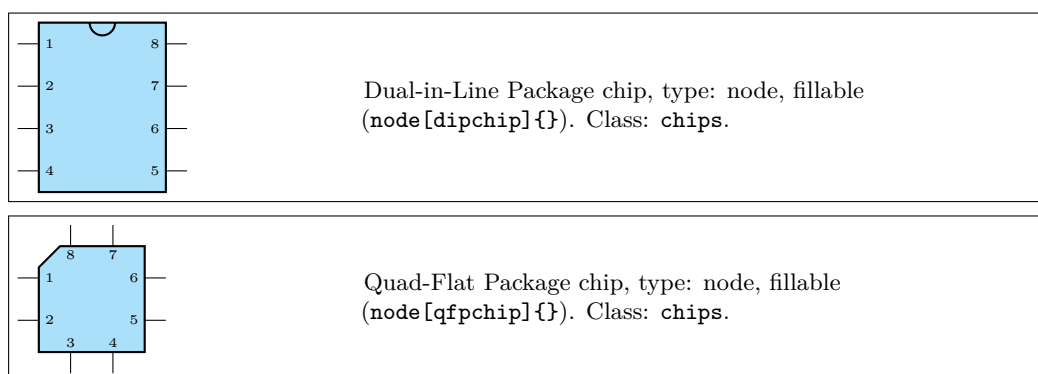 1 8
2 7
3 6
4 5
Dual-in-Line Package chip, type: node, fillable
(node[dipchip]{}). Class: chips.
8 7
1 6
2 5
3 4
Quad-Flat Package chip, type: node, fillable
(node[qfpchip]{}). Class: chips.